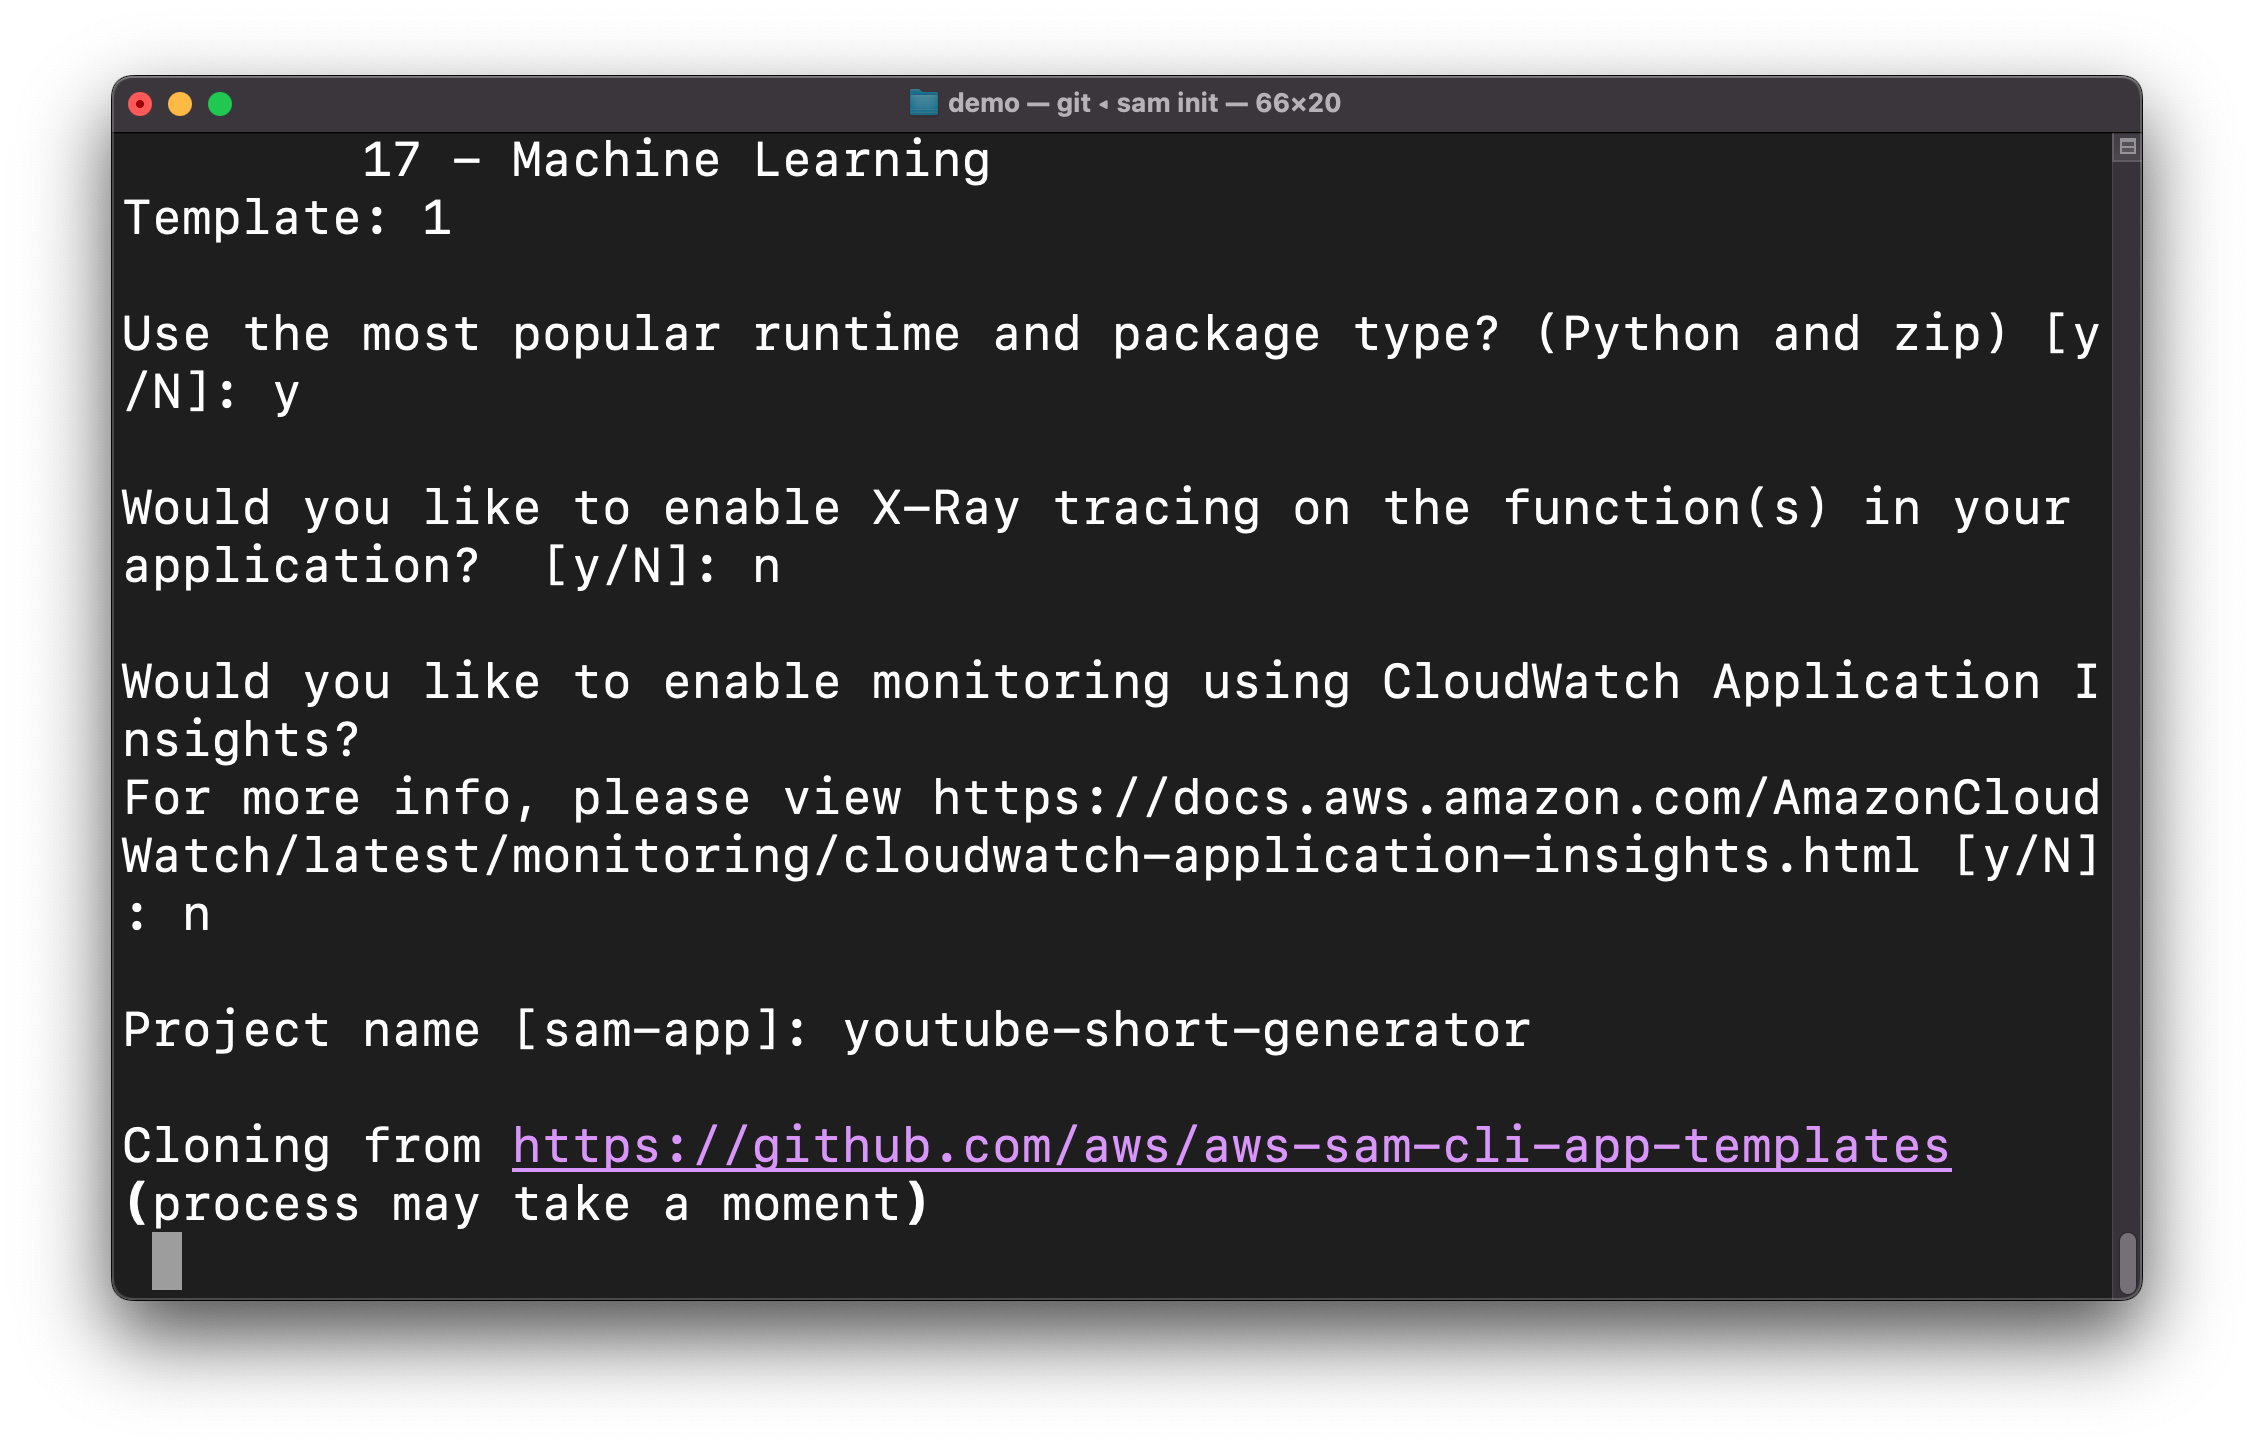 demo — git ◂ sam init — 66×20
17 - Machine Learning
Template: 1
Use the most popular runtime and package type? (Python and zip) [y
/N]: y
Would you like to enable X-Ray tracing on the function(s) in your
application?  [y/N]: n
Would you like to enable monitoring using CloudWatch Application I
nsights?
For more info, please view https://docs.aws.amazon.com/AmazonCloud
Watch/latest/monitoring/cloudwatch-application-insights.html [y/N]
: n
Project name [sam-app]: youtube-short-generator
Cloning from https://github.com/aws/aws-sam-cli-app-templates
(process may take a moment)